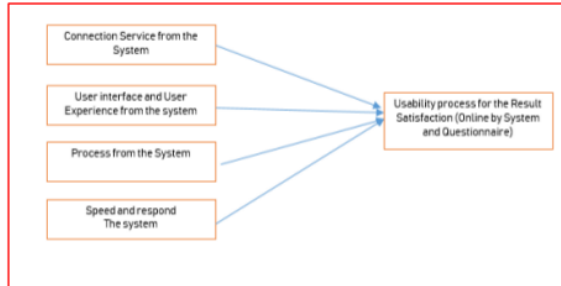 Connection Service from the
System
User interface and User
Experience from the system
Process from the System
Speed and respond
The system
Usability process for the Result
Satisfaction (Online by System
and Questionnaire)